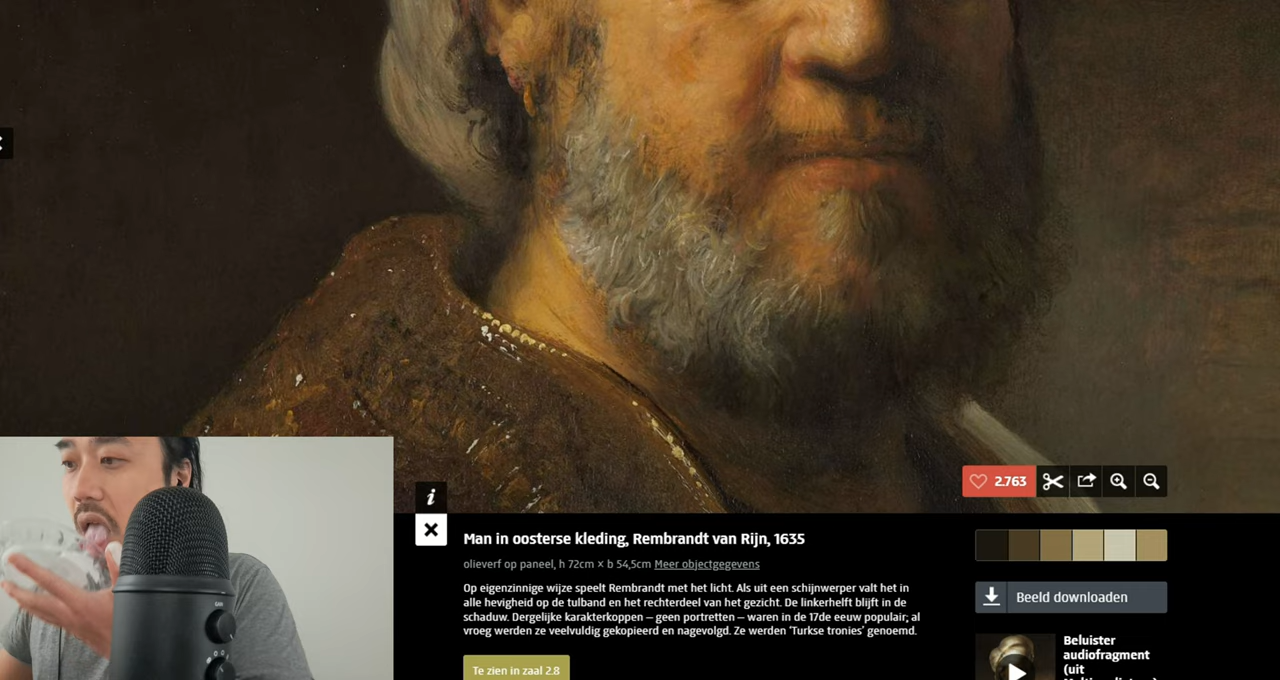 2.763
Man in oosterse kleding, Rembrandt van Rijn, 1635
olieverf op paneel, h 72cm × b 54,5cm Meer objectgegevens
Op eigenzinnige wijze speelt Rembrandt met het licht. Als uit een schijnwerper valt het in
alle hevigheid op de tulband en het rechterdeel van het gezicht. De linkerhelft blijft in de
schaduw. Dergelijke karakterkoppen – geen portretten – waren in de 17de eeuw populair; al
vroeg werden ze veelvuldig gekopieerd en nagevolgd. Ze werden ‘Turkse tronies’ genoemd.
Te zien in zaal 2.8
Beeld downloaden
Beluister
audiofragment
(uit